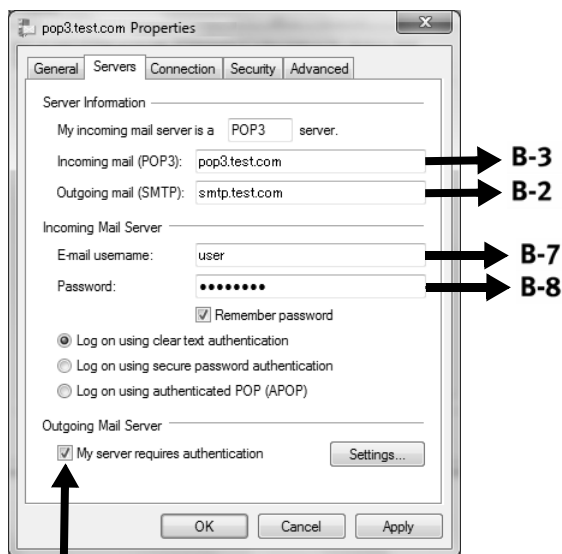 pop3.test.com Properties
General Servers Connection Security Advanced
Server Information
My incoming mail server is a POP3 server.
Incoming mail (POP3): pop3.test.com B-3
Outgoing mail (SMTP): smtp.test.com B-2
Incoming Mail Server
E-mail username: user B-7
Password: ●●●●●●●● B-8
Remember password
Log on using clear text authentication
Log on using secure password authentication
Log on using authenticated POP (APOP)
Outgoing Mail Server
My server requires authentication Settings...
OK Cancel Apply